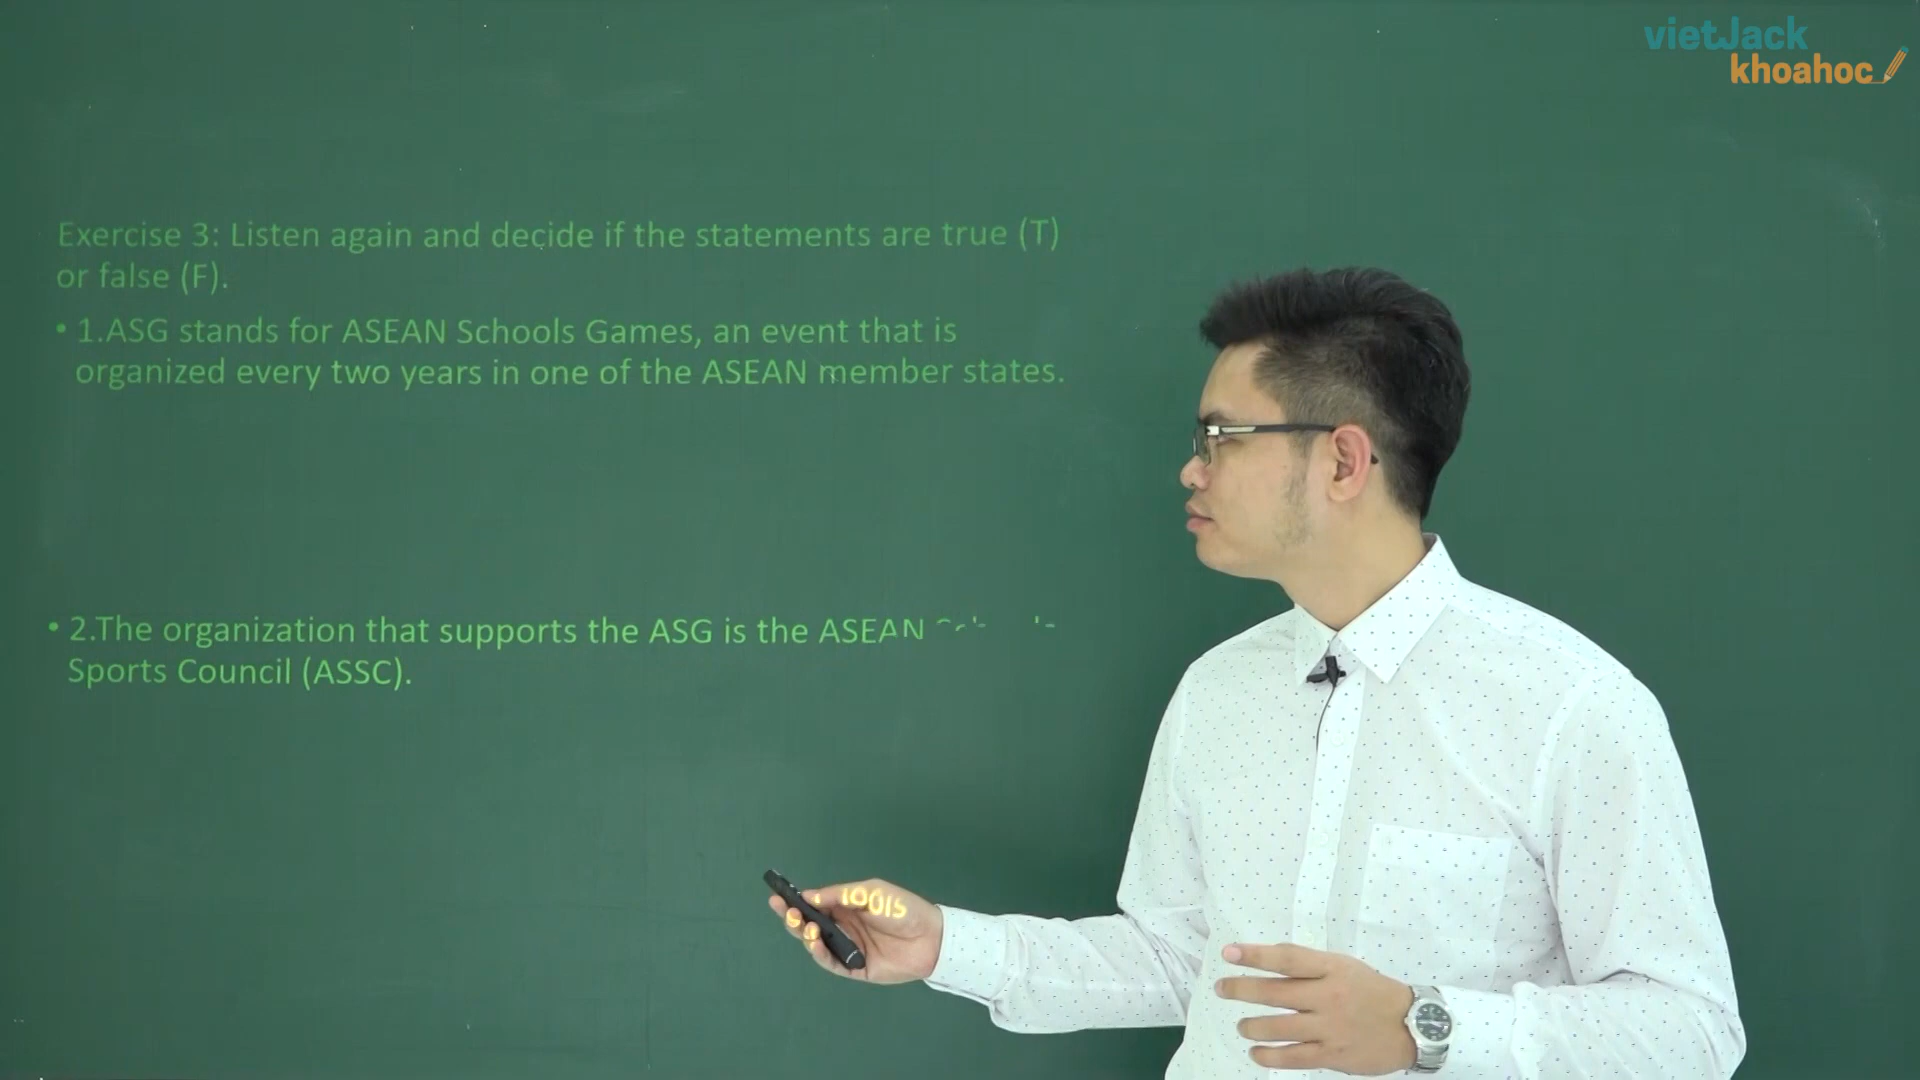 vietJack
khoahoc
Exercise 3: Listen again and decide if the statements are true (T)
or false (F).
• 1.ASG stands for ASEAN Schools Games, an event that is
organized every two years in one of the ASEAN member states.
• 2.The organization that supports the ASG is the ASEAN
Sports Council (ASSC).